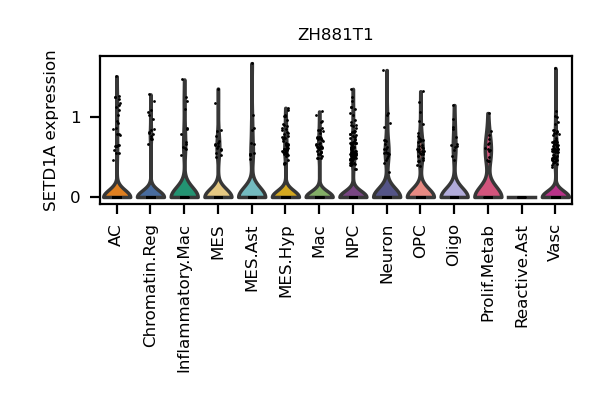 ZH881T1
SETD1A expression
1
0
AC
Chromatin.Reg
Inflammatory.Mac
MES
MES.Ast
MES.Hyp
Mac
NPC
Neuron
OPC
Oligo
Prolif.Metab
Reactive.Ast
Vasc